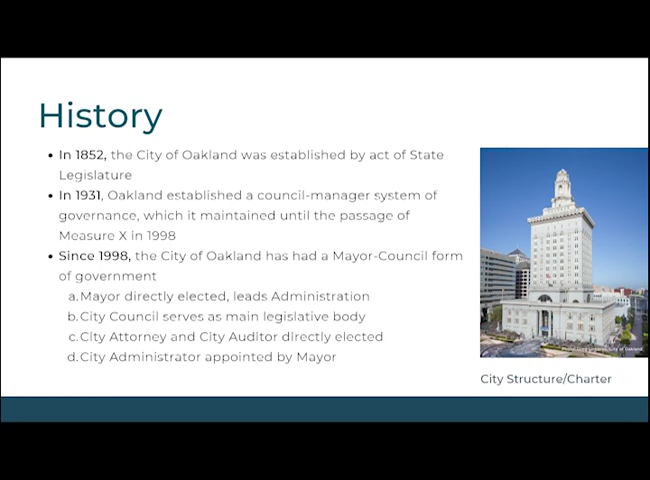 History
• In 1852, the City of Oakland was established by act of State
Legislature
• In 1931, Oakland established a council-manager system of
governance, which it maintained until the passage of
Measure X in 1998
• Since 1998, the City of Oakland has had a Mayor-Council form
of government
a. Mayor directly elected, leads Administration
b. City Council serves as main legislative body
c. City Attorney and City Auditor directly elected
d. City Administrator appointed by Mayor
City of Oakland
City Structure/Charter